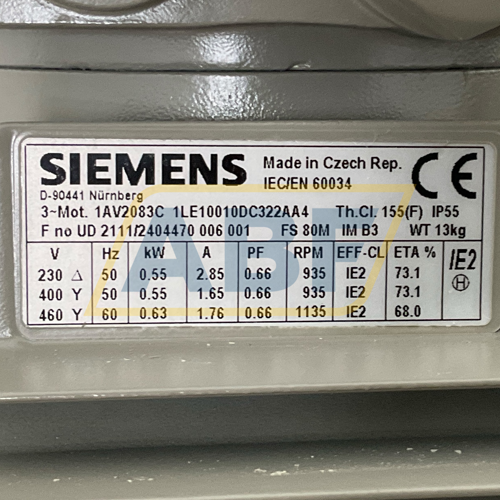 SIEMENS Made in Czech Rep. CE
D-90441 Nürnberg IEC/EN 60034
3~Mot. 1AV2083C 1LE10010DC322AA4 Th.Cl. 155(F) IP55
F no UD 2111/2404470 006 001 FS 80M IM B3 WT 13kg
V Hz kW A PF RPM EFF-CL ETA % IE2
230 Δ 50 0.55 2.85 0.66 935 IE2 73.1 H
400 Y 50 0.55 1.65 0.66 935 IE2 73.1
460 Y 60 0.63 1.76 0.66 1135 IE2 68.0
ABF